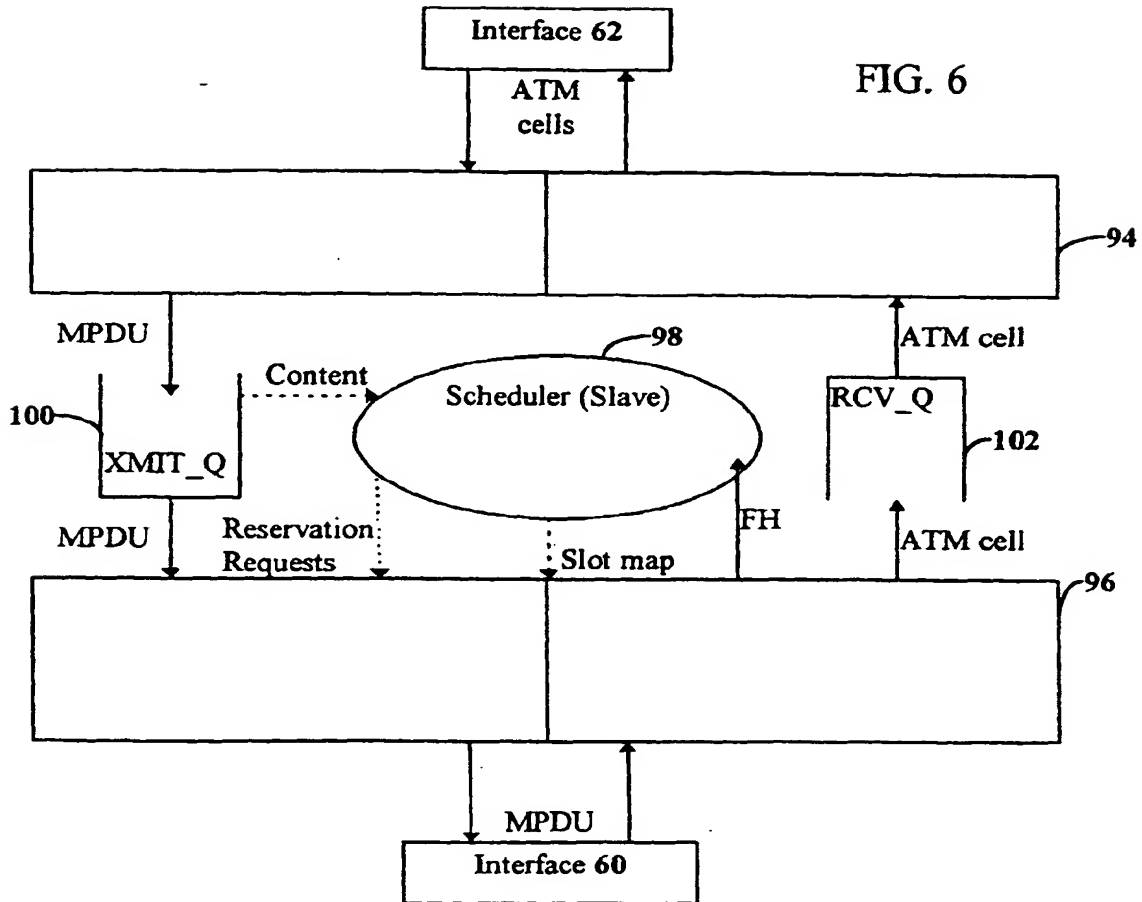 Interface 62
FIG. 6
ATM
cells
94
MPDU
ATM cell
98
Content
Scheduler (Slave)
RCV_Q
100
102
XMIT_Q
MPDU
Reservation
Requests
FH
ATM cell
Slot map
96
MPDU
Interface 60